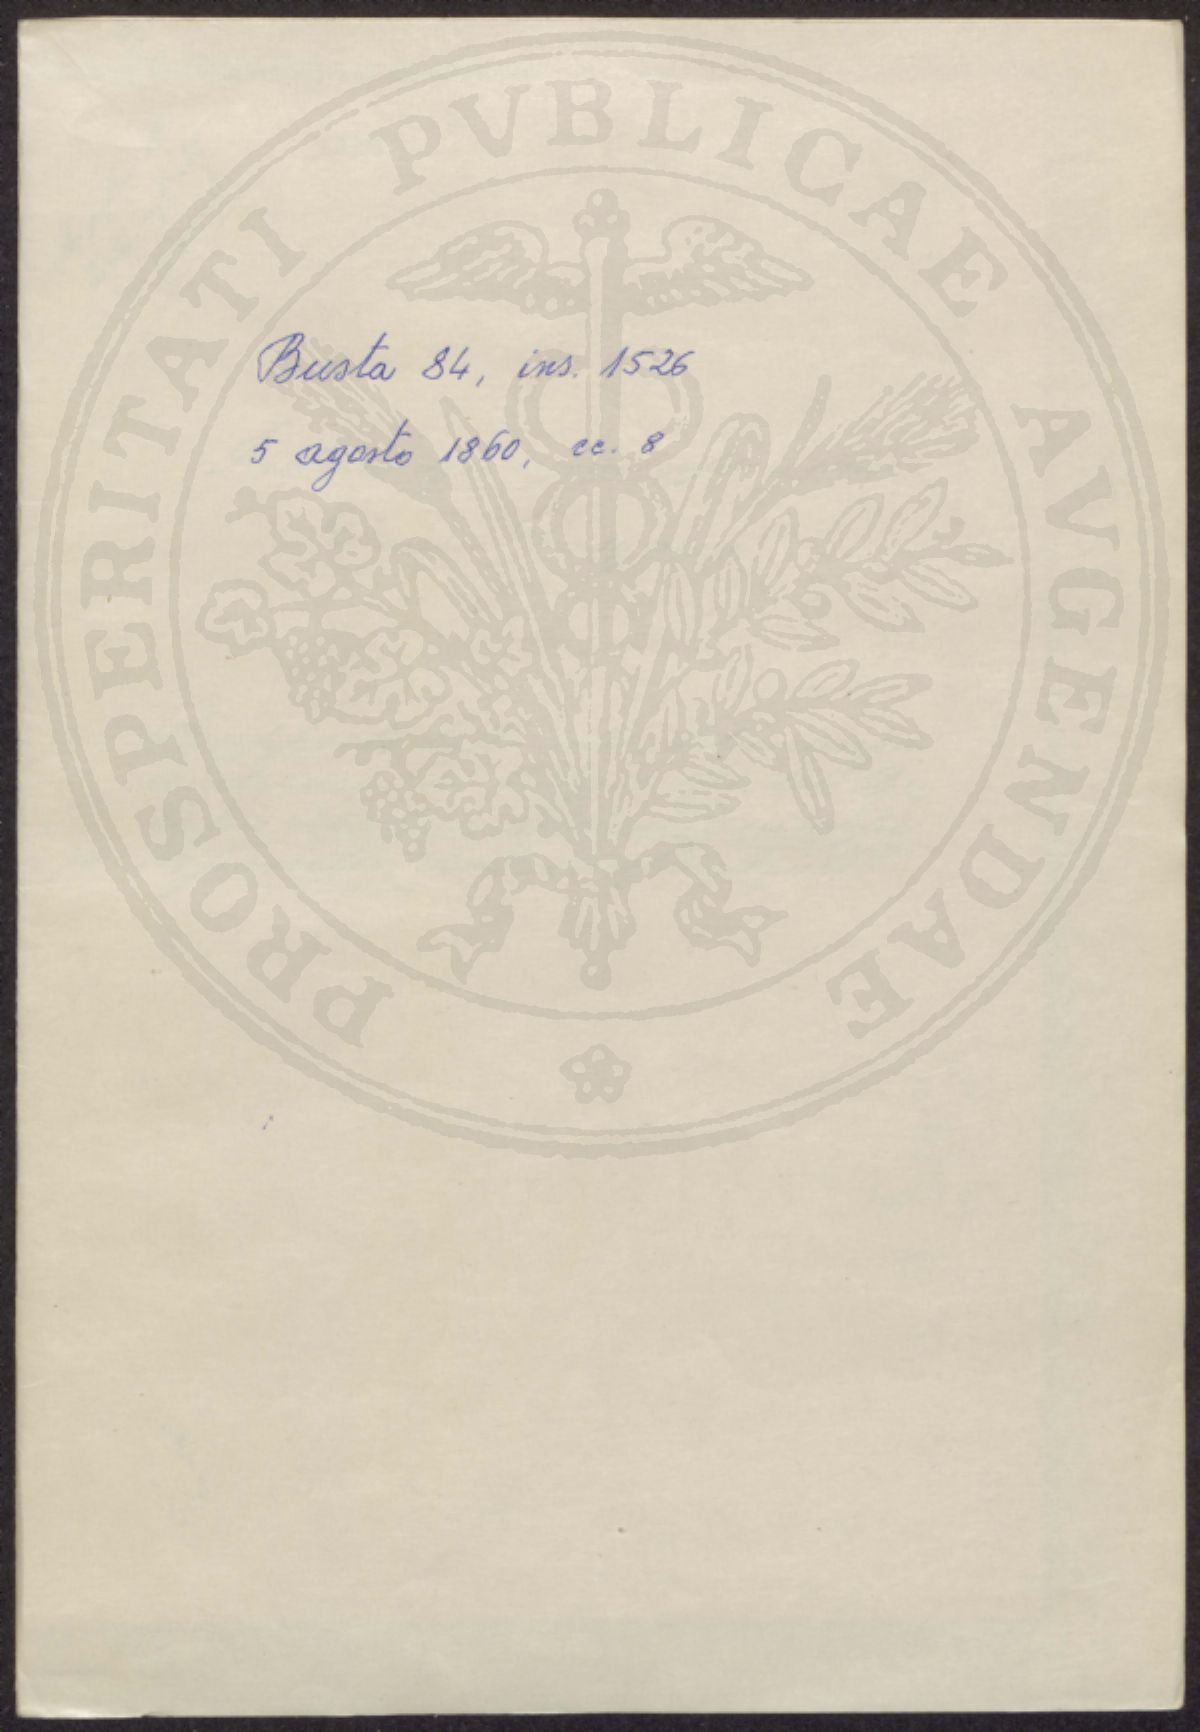 Busta 84, ins. 1526
5 agosto 1860, cc. 8
PROSPERITATI PVBLICAE AVGENDAE